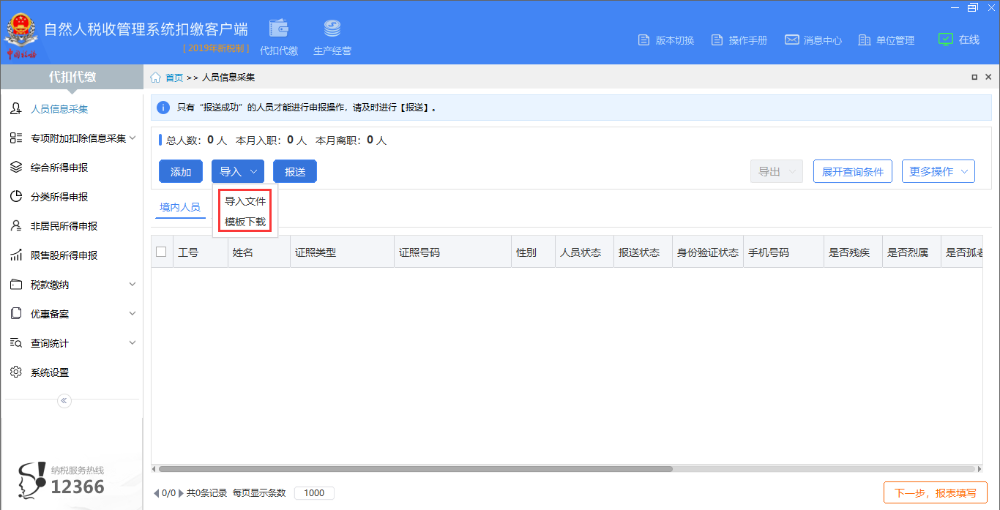 自然人税收管理系统扣缴客户端
[ 2019年新税制 ]
代扣代缴
生产经营
版本切换
操作手册
消息中心
单位管理
在线
代扣代缴
首页 >> 人员信息采集
人员信息采集
专项附加扣除信息采集
综合所得申报
分类所得申报
非居民所得申报
限售股所得申报
税款缴纳
优惠备案
查询统计
系统设置
纳税服务热线
12366
只有“报送成功”的人员才能进行申报操作，请及时进行【报送】。
总人数：0 人 本月入职：0 人 本月离职：0 人
添加
导入
报送
导出
展开查询条件
更多操作
导入文件
模板下载
境内人员
工号 姓名 证照类型 证照号码 性别 人员状态 报送状态 身份验证状态 手机号码 是否残疾 是否烈属 是否孤老
0/0 共0条记录 每页显示条数 1000
下一步，报表填写